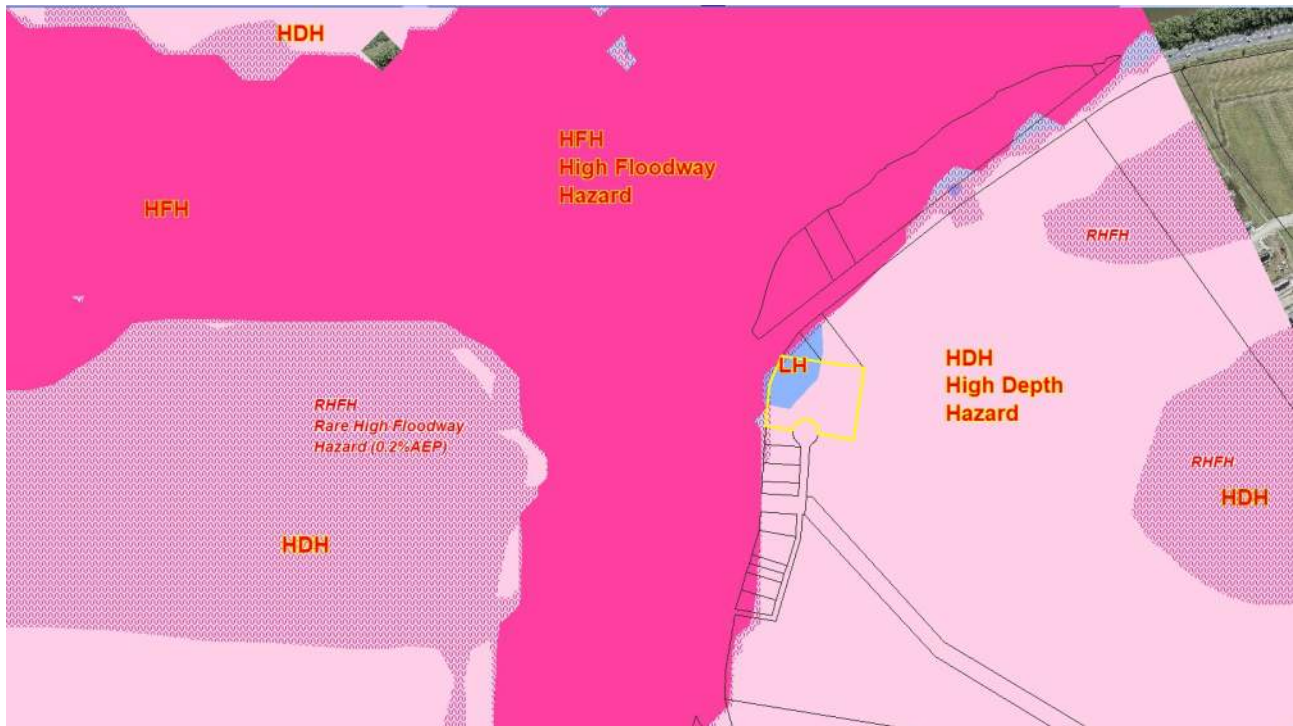 HDH
HFH
High Floodway
Hazard
HFH
RHFH
LH
HDH
High Depth
Hazard
RHFH
Rare High Floodway
Hazard (0.2%AEP)
RHFH
HDH
HDH